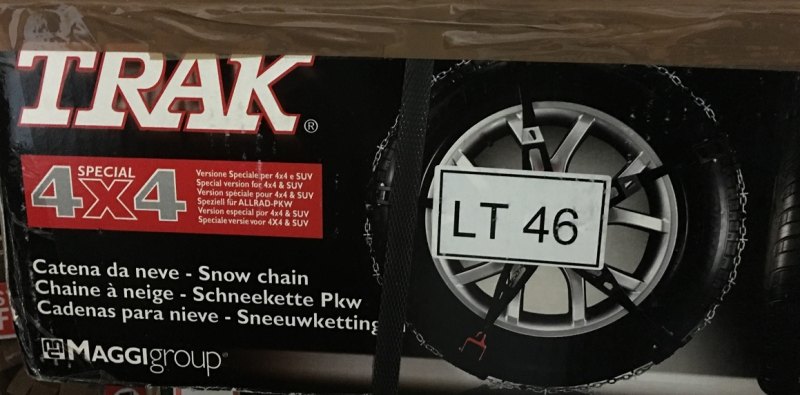 TRAK®
SPECIAL
4x4
Versione Speciale per 4x4 e SUV
Special version for 4x4 & SUV
Version spéciale pour 4x4 & SUV
Speziell für ALLRAD-PKW
Version especial por 4x4 & SUV
Speciale versie voor 4X4 & SUV
LT 46
Catena da neve - Snow chain
Chaine à neige - Schneekette Pkw
Cadenas para nieve - Sneeuwketting
MAGGIgroup®